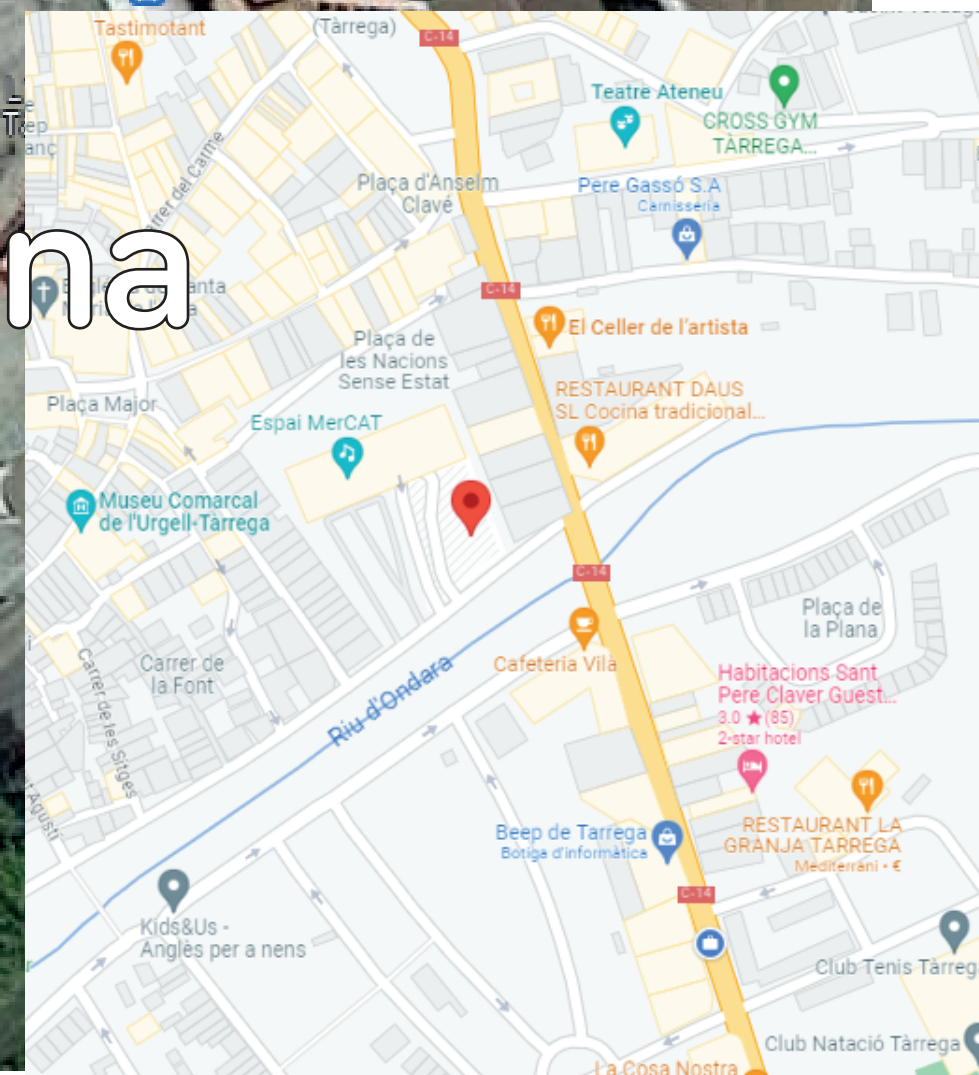 Tastimotant
(Tàrrega)
C-14
Teatre Ateneu
CROSS GYM
TÀRREGA...
Carrer del Carme
Plaça d'Anselm
Clavé
Pere Gassó S.A
Carnisseria
na
C-14
El Celler de l'artista
Plaça de
les Nacions
Sense Estat
RESTAURANT DAUS
SL Cocina tradicional...
Plaça Major
Espai MerCAT
Museu Comarcal
de l'Urgell-Tàrrega
C-14
Plaça de
la Plana
Cafeteria Vilà
Carrer de
la Font
Carrer de les Sitges
Riu d'Ondara
Habitacions Sant
Pere Claver Guest...
3.0 ★ (85)
2-star hotel
t Agustí
Beep de Tarrega
Botiga d'informàtica
RESTAURANT LA
GRANJA TARREGA
Mediterrani • €
C-14
Kids&Us -
Anglès per a nens
Club Tenis Tàrreg
Club Natació Tàrrega
La Cosa Nostra